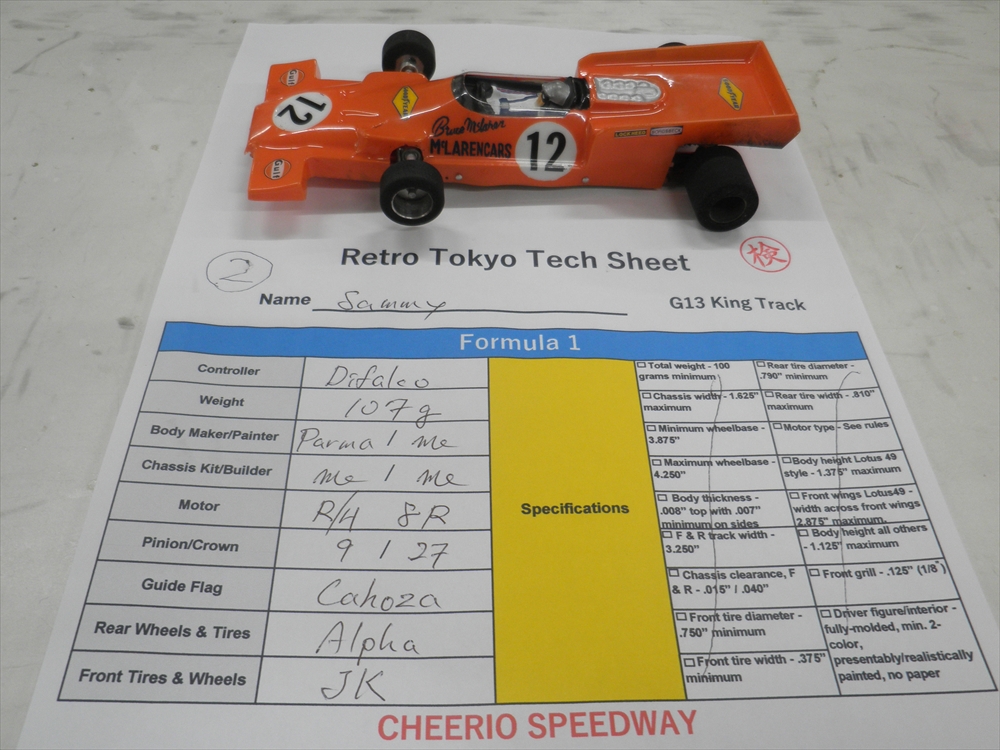 Gulf
12
GOODYEAR
Gulf
Bruce McLaren
McLARENCARS
12
GOODYEAR
Retro Tokyo Tech Sheet
検
2
Name Sammy
G13 King Track
Formula 1
Controller Difalco
Weight 107g
Body Maker/Painter Parma / me
Chassis Kit/Builder me / me
Motor R/H 8R
Pinion/Crown 9 / 27
Guide Flag Cahoza
Rear Wheels & Tires Alpha
Front Tires & Wheels JK
Specifications
Total weight - 100
grams minimum
Chassis width - 1.625"
maximum
Minimum wheelbase -
3.875"
Maximum wheelbase -
4.250"
Body thickness -
.008" top with .007"
minimum on sides
F & R track width -
3.250"
Chassis clearance, F
& R - .015" / .040"
Front tire diameter -
.750" minimum
Front tire width - .375"
minimum
Rear tire diameter -
.790" minimum
Rear tire width - .810"
maximum
Motor type - See rules
Body height Lotus 49
style - 1.375" maximum
Front wings Lotus49 -
width across front wings
2.875" maximum.
Body height all others
- 1.125" maximum
Front grill - .125" (1/8")
Driver figure/interior -
fully-molded, min. 2-
color,
presentably/realistically
painted, no paper
CHEERIO SPEEDWAY